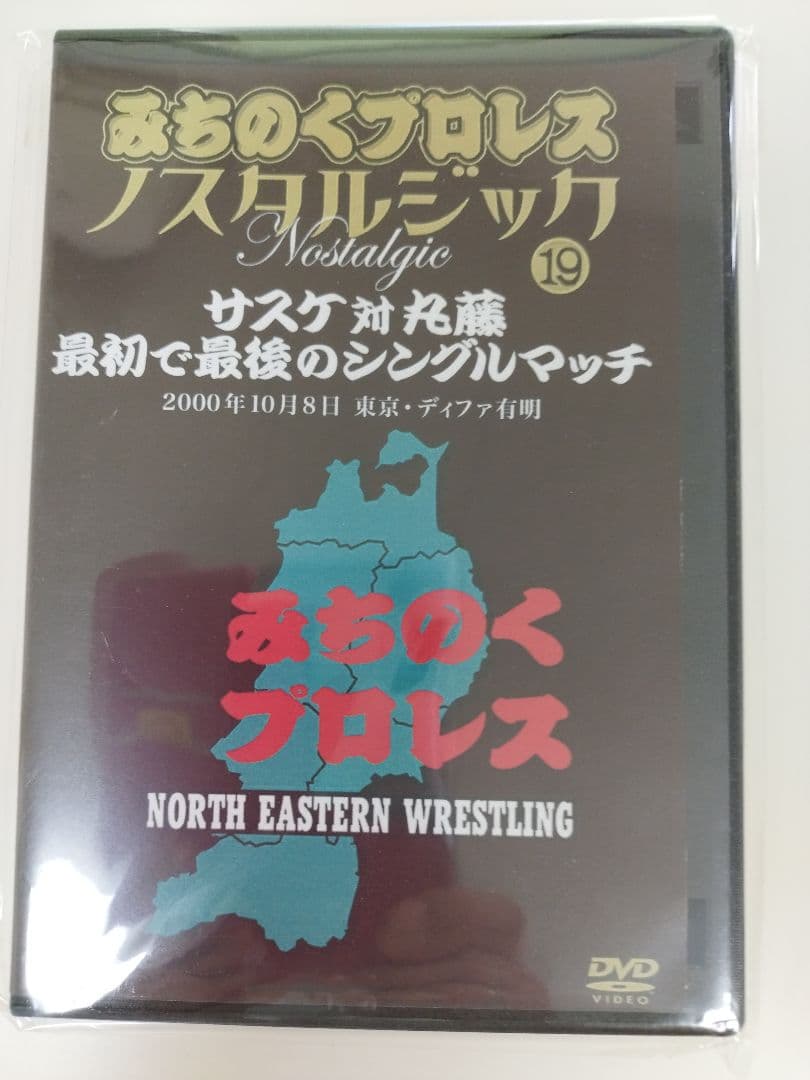 みちのくプロレス
ノスタルジック
Nostalgic
19
サスケ対丸藤
最初で最後のシングルマッチ
2000年10月8日 東京・ディファ有明
みちのく
プロレス
NORTH EASTERN WRESTLING
DVD
VIDEO